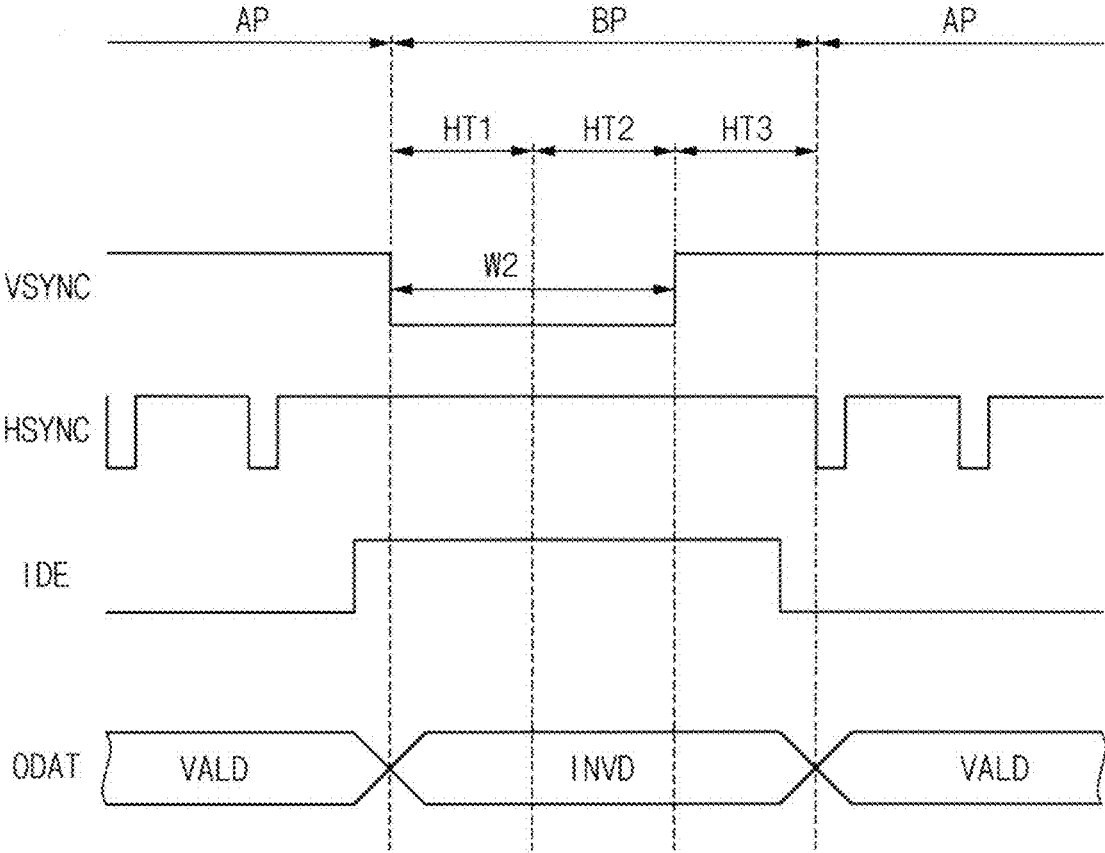 AP BP AP
HT1 HT2 HT3
W2
VSYNC
HSYNC
IDE
ODAT VALD INVD VALD